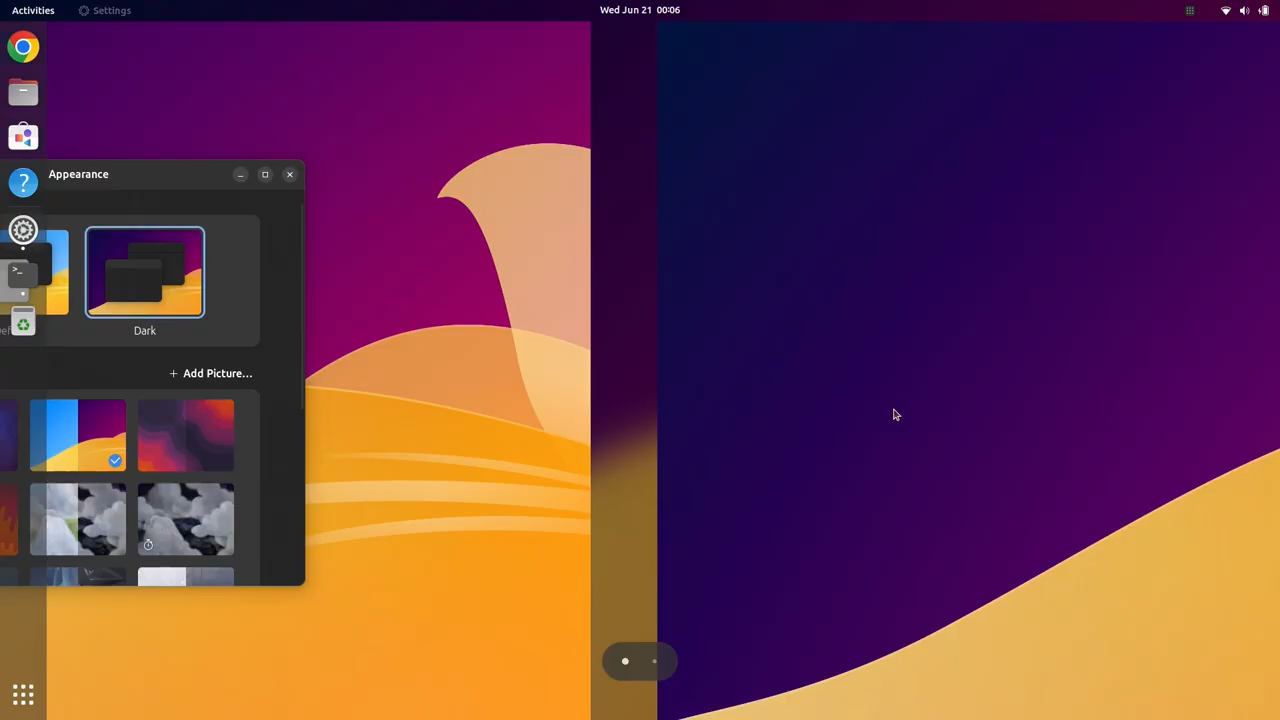 Activities
Settings
Wed Jun 21 00:06
Appearance
Dark
+ Add Picture...